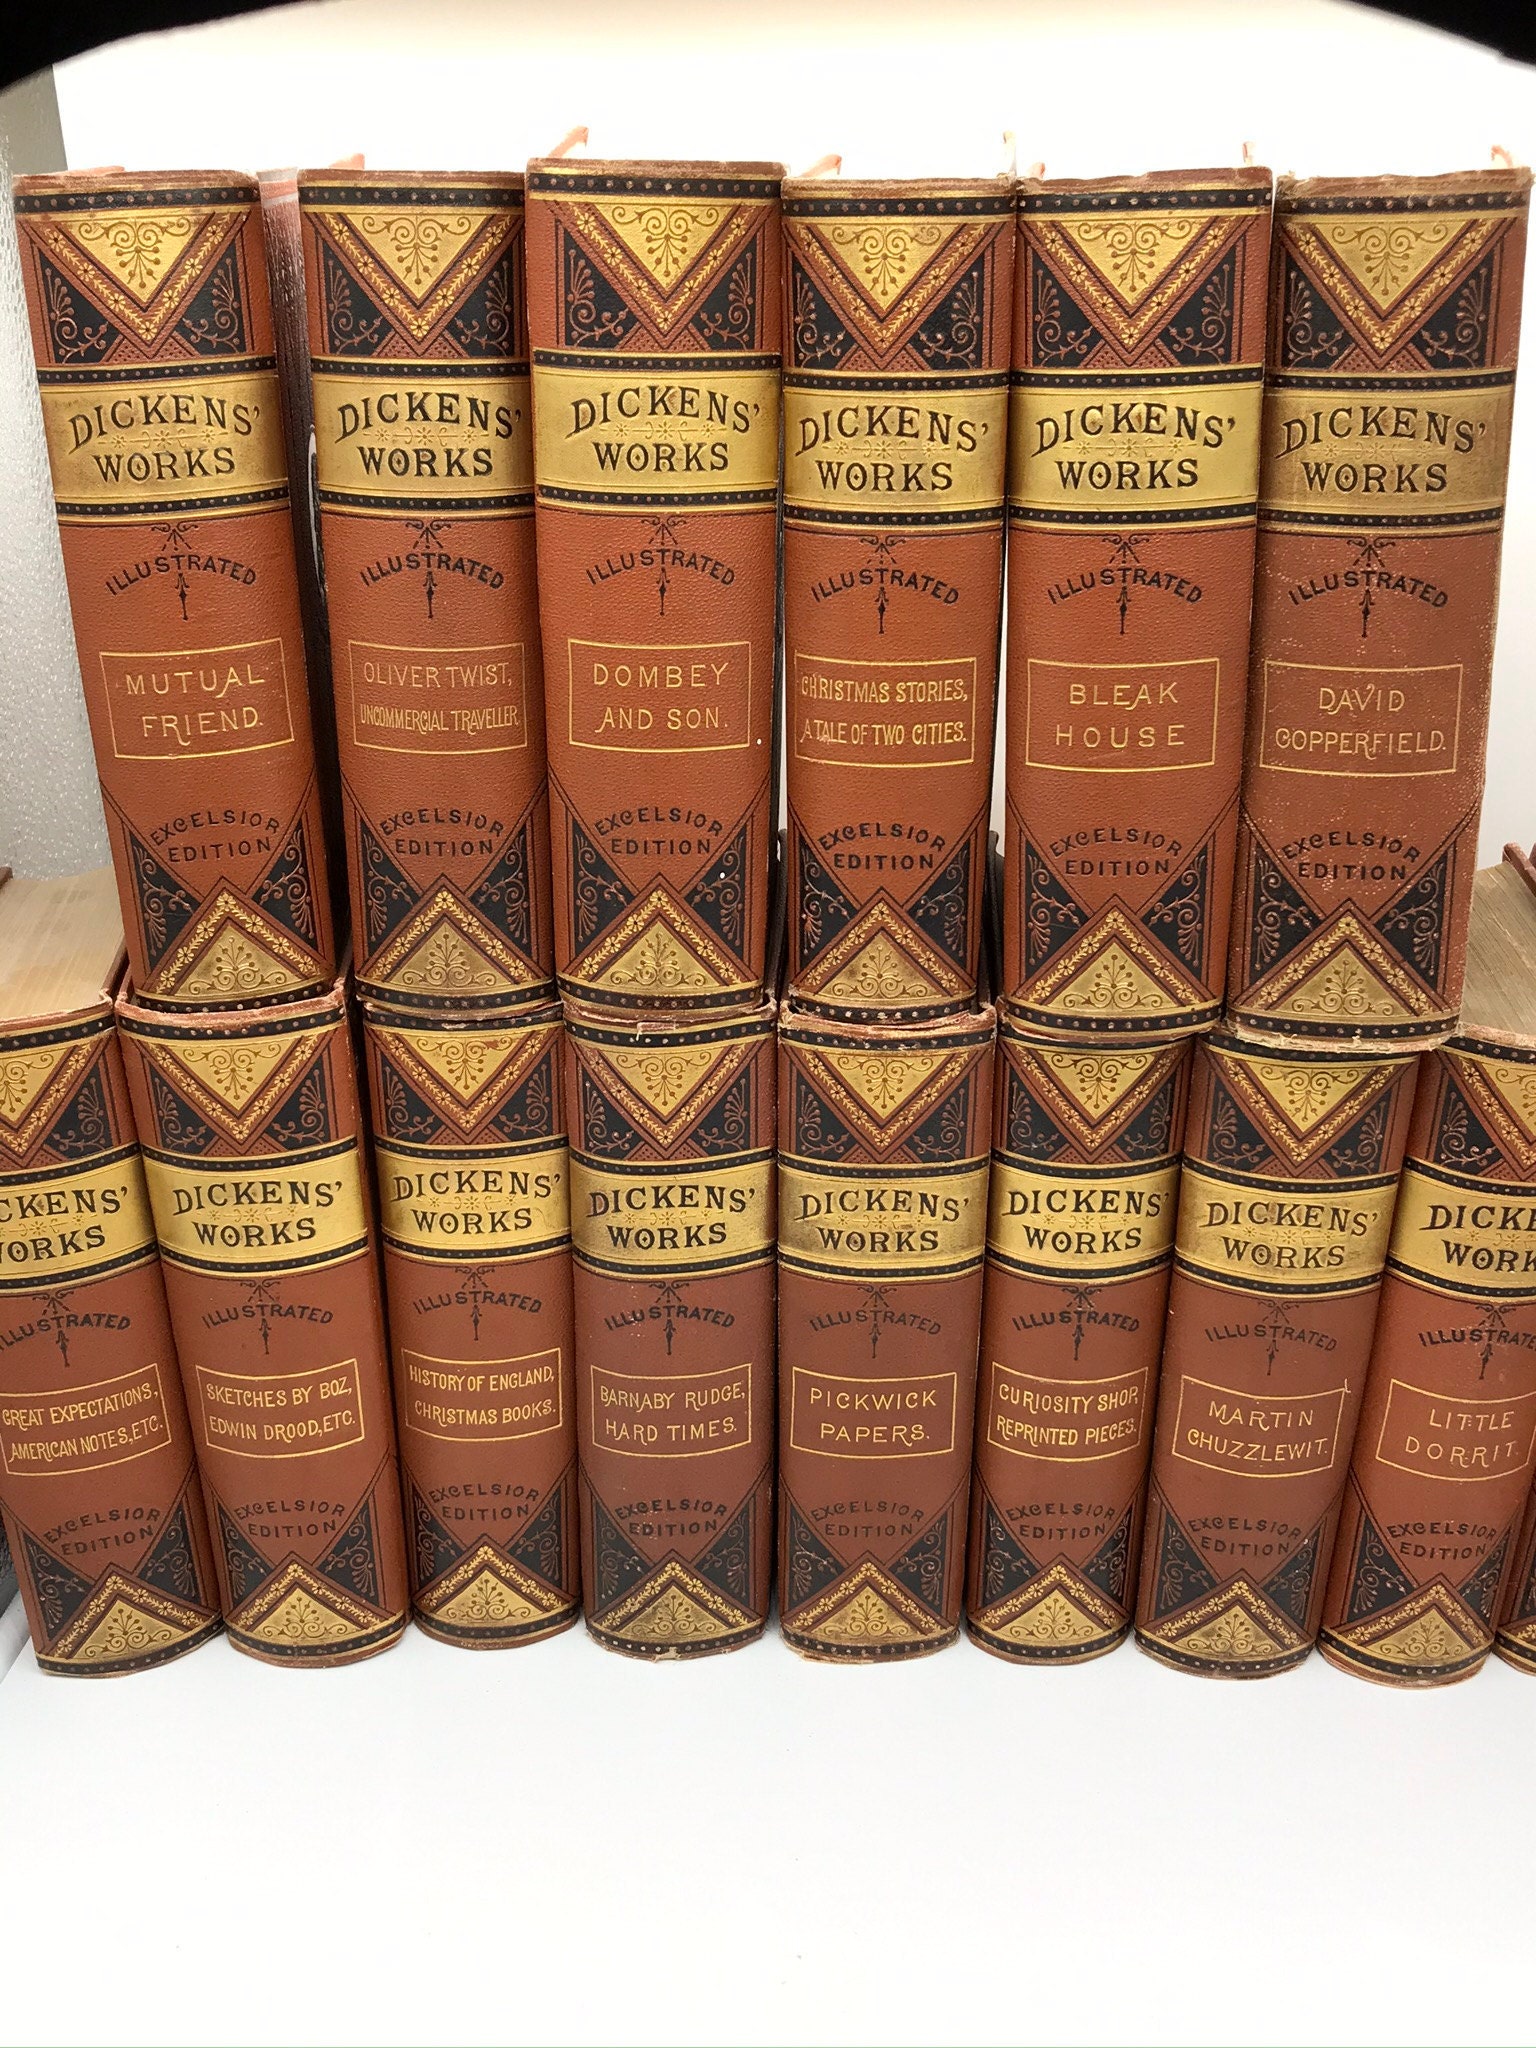 DICKENS'
WORKS
ILLUSTRATED
MUTUAL
FRIEND.
EXCELSIOR
EDITION
DICKENS'
WORKS
ILLUSTRATED
OLIVER TWIST,
UNCOMMERCIAL TRAVELLER.
EXCELSIOR
EDITION
DICKENS'
WORKS
ILLUSTRATED
DOMBEY
AND SON.
EXCELSIOR
EDITION
DICKENS'
WORKS
ILLUSTRATED
CHRISTMAS STORIES,
A TALE OF TWO CITIES.
EXCELSIOR
EDITION
DICKENS'
WORKS
ILLUSTRATED
BLEAK
HOUSE
EXCELSIOR
EDITION
DICKENS'
WORKS
ILLUSTRATED
DAVID
COPPERFIELD.
EXCELSIOR
EDITION
CKENS'
WORKS
ILLUSTRATED
GREAT EXPECTATIONS,
AMERICAN NOTES, ETC.
EXCELSIOR
EDITION
DICKENS'
WORKS
ILLUSTRATED
SKETCHES BY BOZ,
EDWIN DROOD, ETC.
EXCELSIOR
EDITION
DICKENS'
WORKS
ILLUSTRATED
HISTORY OF ENGLAND,
CHRISTMAS BOOKS.
EXCELSIOR
EDITION
DICKENS'
WORKS
ILLUSTRATED
BARNABY RUDGE,
HARD TIMES.
EXCELSIOR
EDITION
DICKENS'
WORKS
ILLUSTRATED
PICKWICK
PAPERS.
EXCELSIOR
EDITION
DICKENS'
WORKS
ILLUSTRATED
CURIOSITY SHOP,
REPRINTED PIECES.
EXCELSIOR
EDITION
DICKENS'
WORKS
ILLUSTRATED
MARTIN
CHUZZLEWIT.
EXCELSIOR
EDITION
DICKE
WORK
ILLUSTRATE
LITTLE
DORRIT.
EXCELSIOR
EDITION